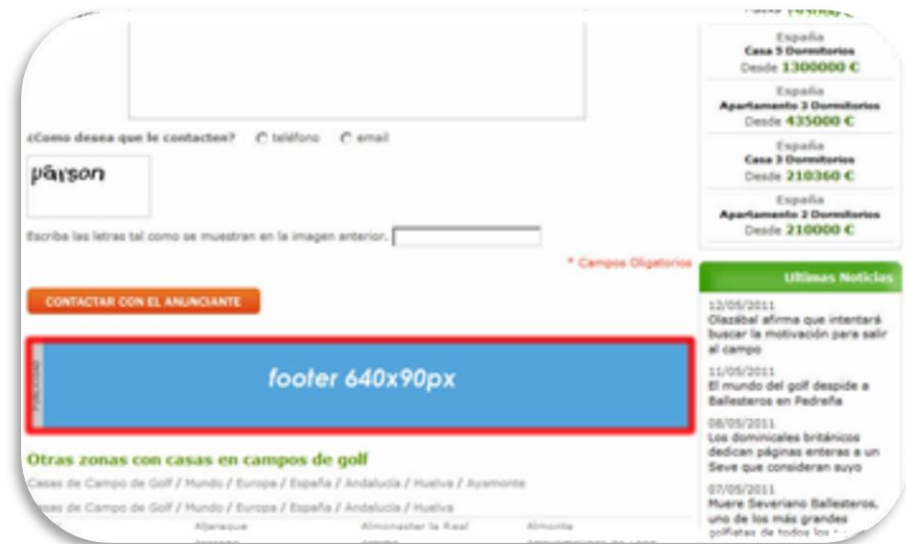 ¿Como desea que le contacten? teléfono email
parson
Escriba las letras tal como se muestran en la imagen anterior.
* Campos Oligatorios
CONTACTAR CON EL ANUNCIANTE
PUBLICIDAD
footer 640x90px
Otras zonas con casas en campos de golf
Casas de Campo de Golf / Mundo / Europa / España / Andalucía / Huelva / Ayamonte
Casas de Campo de Golf / Mundo / Europa / España / Andalucía / Huelva
Aljaraque Almonaster la Real Almonte
España
Casa 5 Dormitorios
Desde 1300000 €
España
Apartamento 3 Dormitorios
Desde 435000 €
España
Casa 3 Dormitorios
Desde 210360 €
España
Apartamento 2 Dormitorios
Desde 210000 €
Ultimas Noticias
12/05/2011
Olazábal afirma que intentará
buscar la motivación para salir
al campo
11/05/2011
El mundo del golf despide a
Ballesteros en Pedreña
08/05/2011
Los dominicales británicos
dedican páginas enteras a un
Seve que consideran suyo
07/05/2011
Muere Severiano Ballesteros,
uno de los más grandes
golfistas de todos los